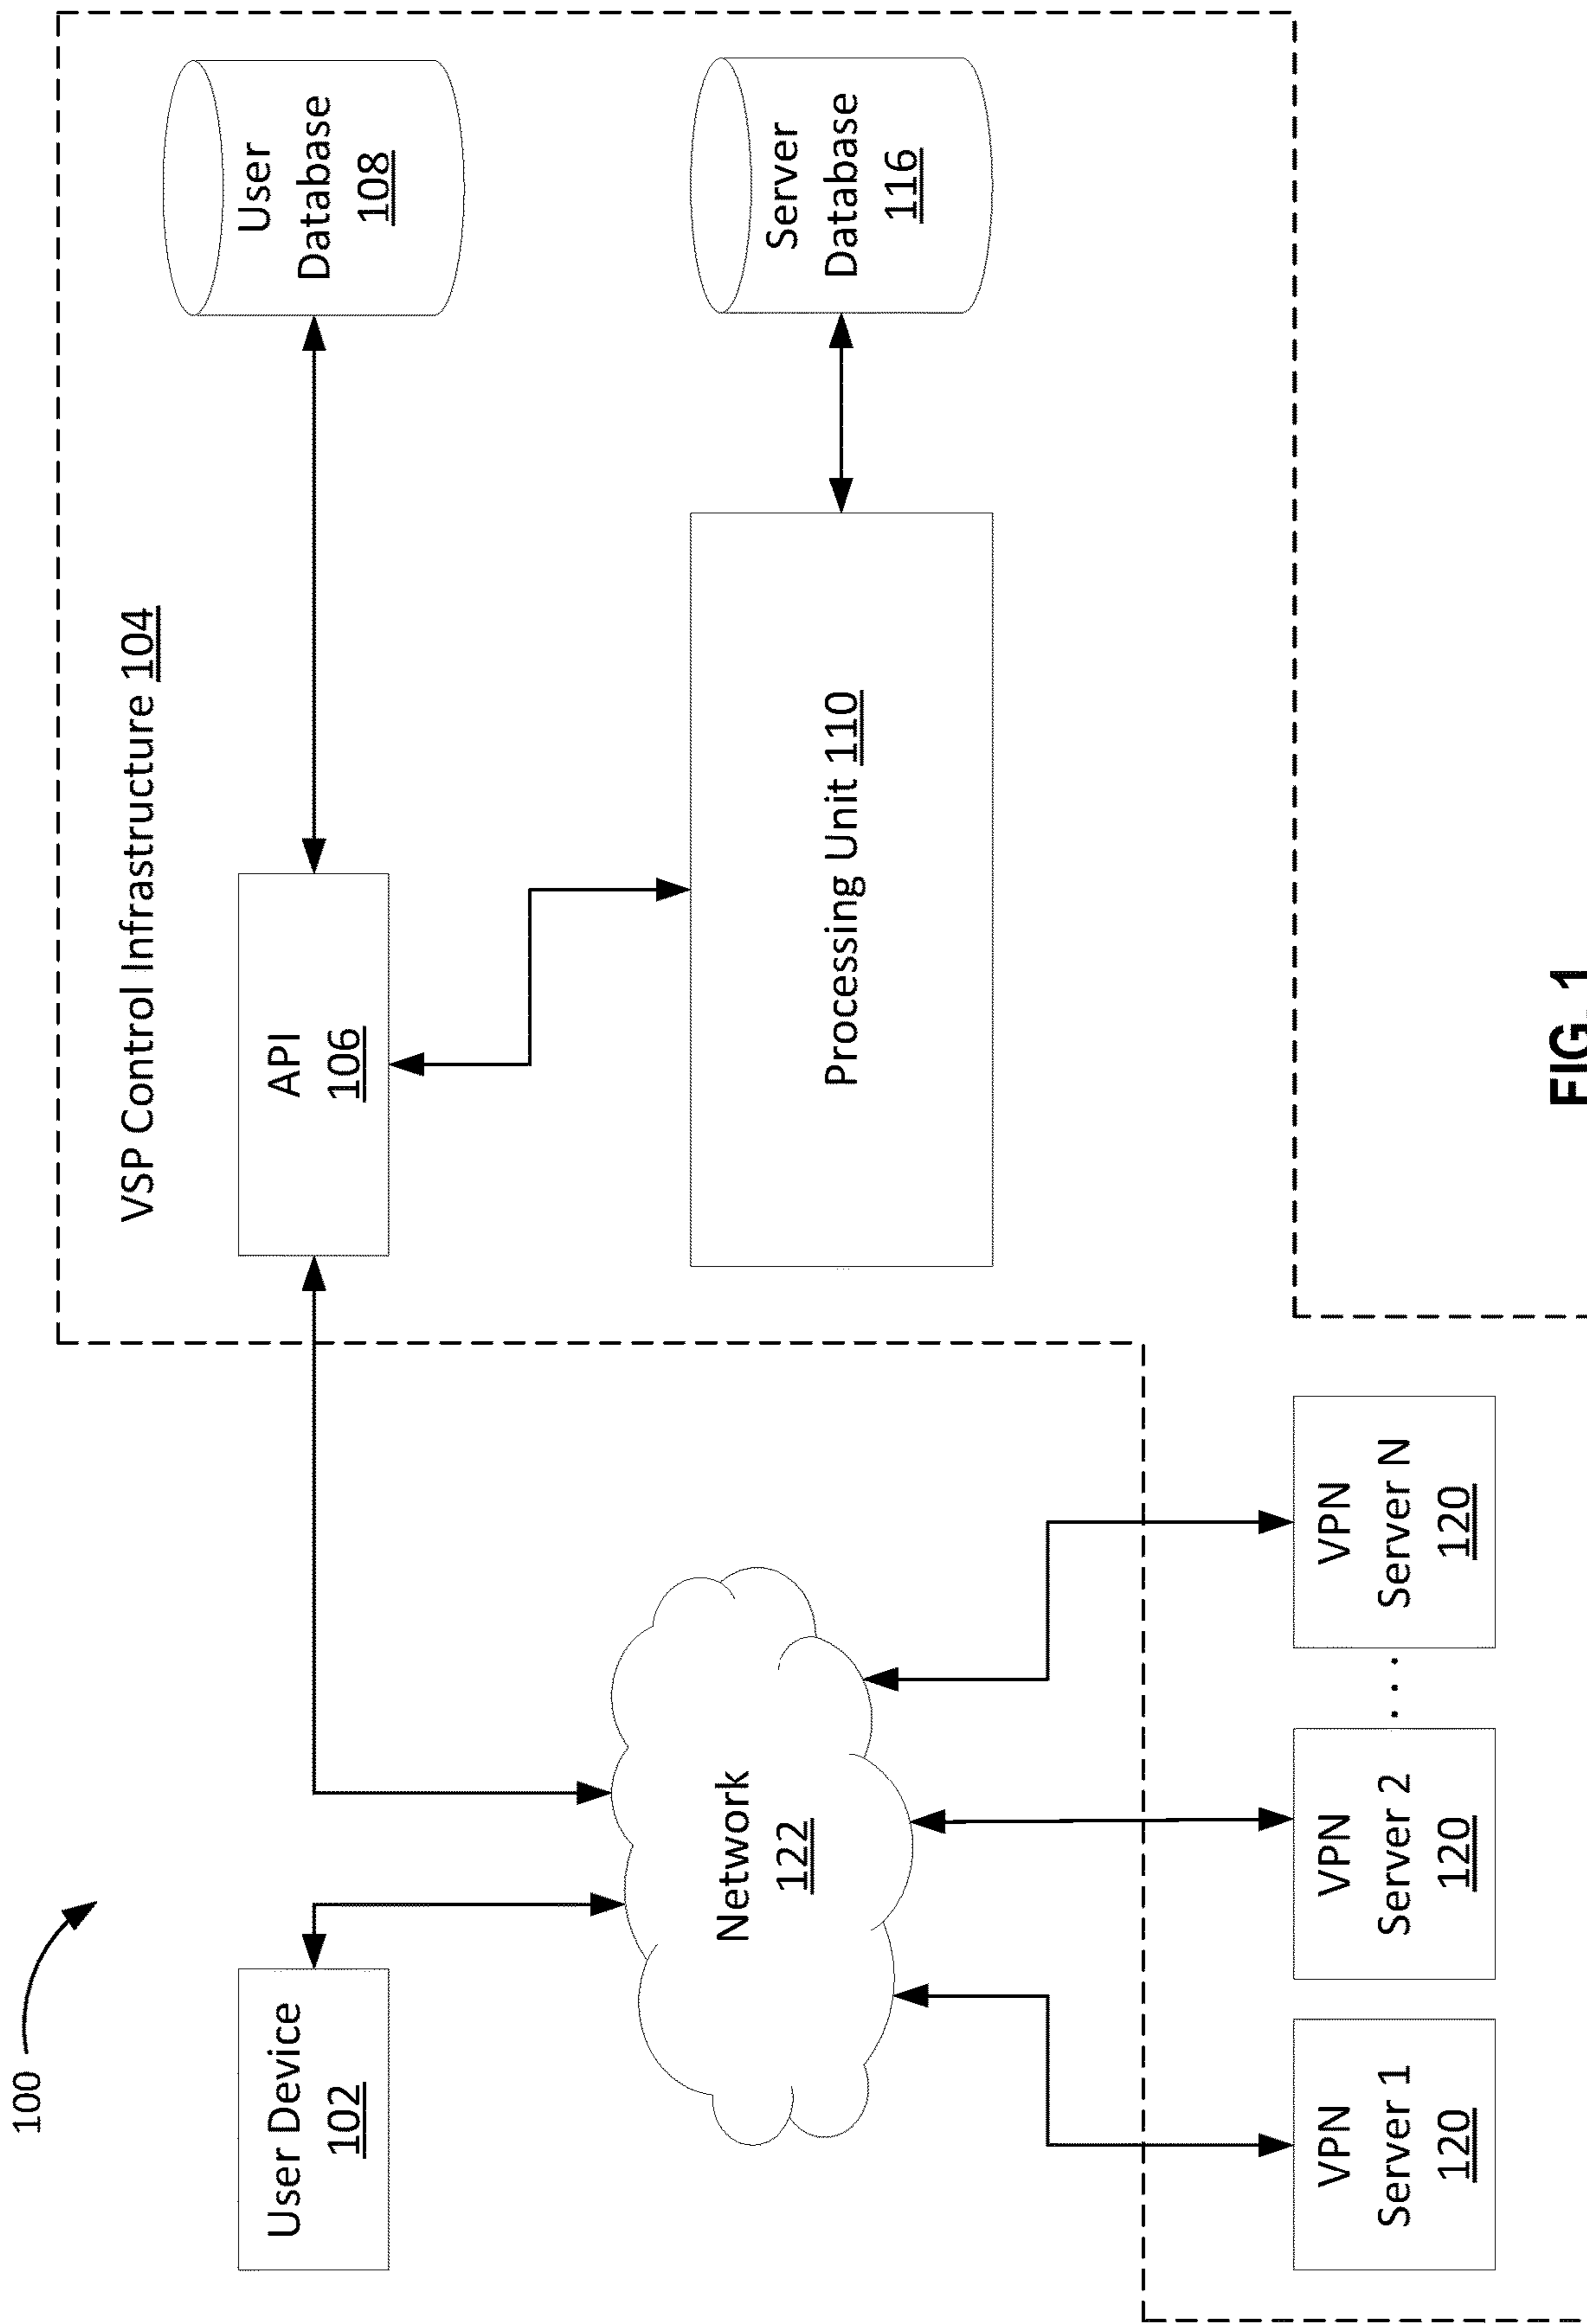 100
VSP Control Infrastructure 104
User Device
102
API
106
User
Database
108
Network
122
Processing Unit 110
Server
Database
116
VPN
Server 1
120
VPN
Server 2
120
...
VPN
Server N
120
FIG. 1